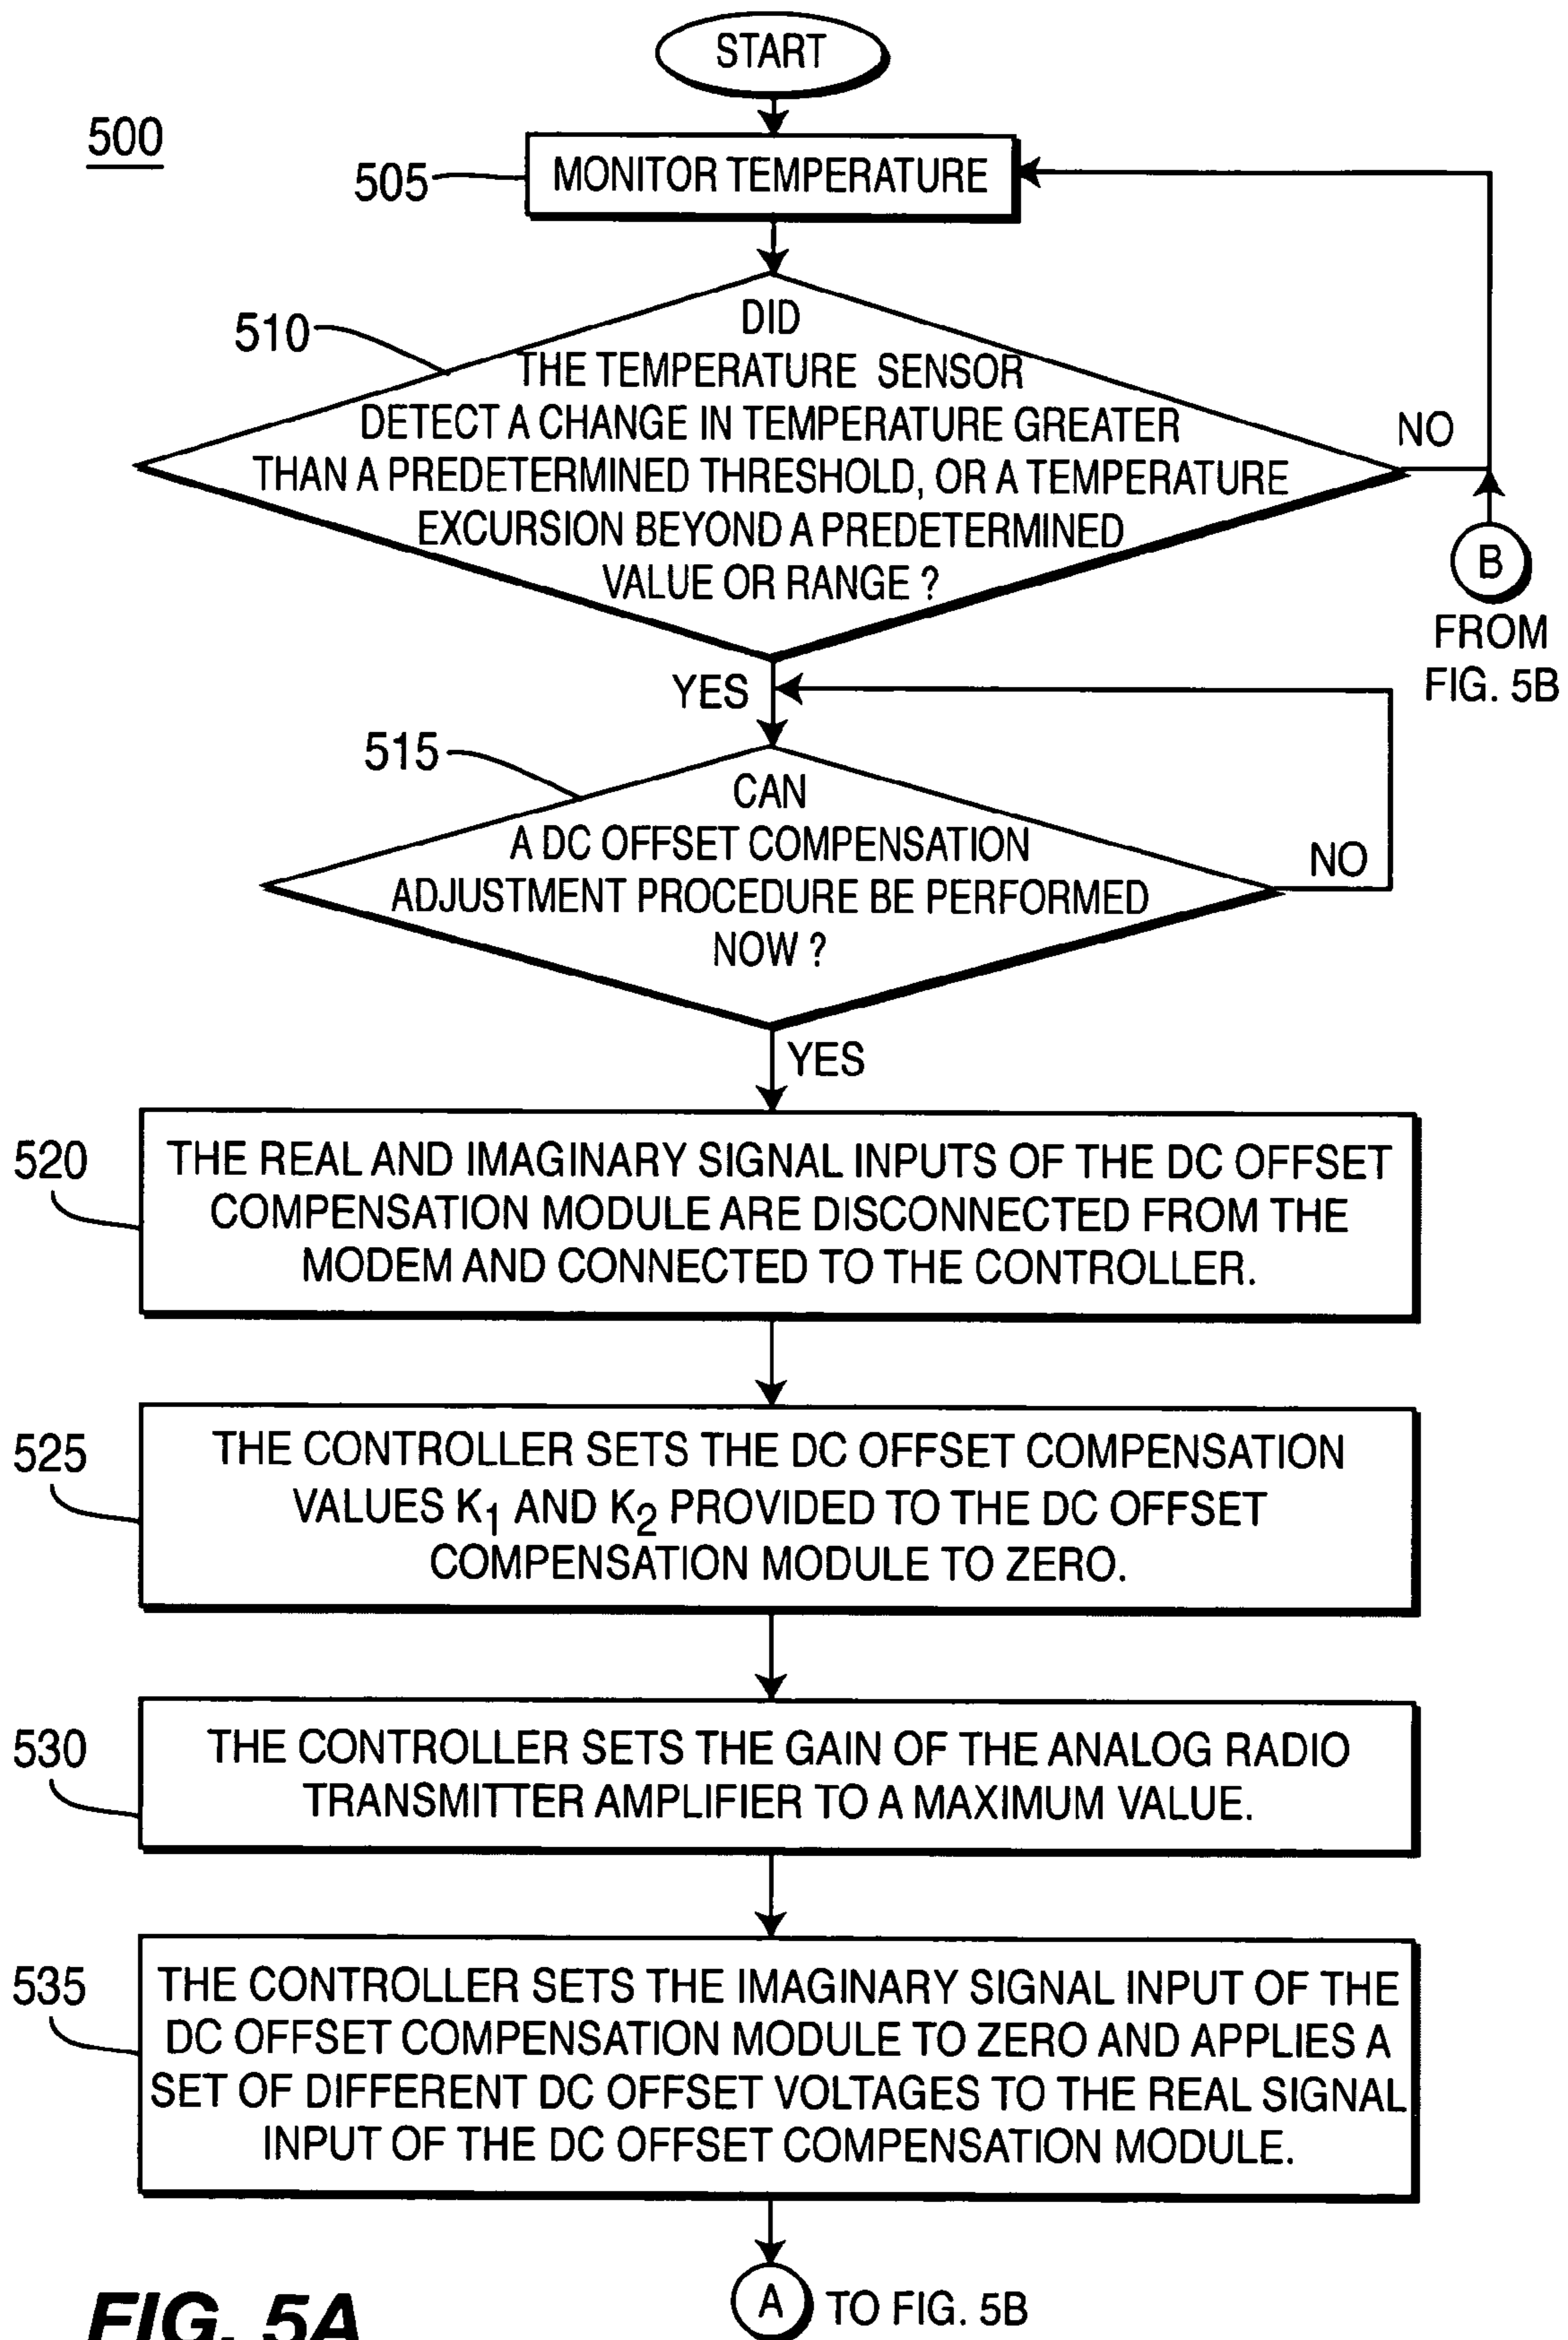 START
500
505
MONITOR TEMPERATURE
510
DID
THE TEMPERATURE SENSOR
DETECT A CHANGE IN TEMPERATURE GREATER
THAN A PREDETERMINED THRESHOLD, OR A TEMPERATURE
EXCURSION BEYOND A PREDETERMINED
VALUE OR RANGE ?
NO
B
FROM
FIG. 5B
YES
515
CAN
A DC OFFSET COMPENSATION
ADJUSTMENT PROCEDURE BE PERFORMED
NOW ?
NO
YES
520
THE REAL AND IMAGINARY SIGNAL INPUTS OF THE DC OFFSET
COMPENSATION MODULE ARE DISCONNECTED FROM THE
MODEM AND CONNECTED TO THE CONTROLLER.
525
THE CONTROLLER SETS THE DC OFFSET COMPENSATION
VALUES K1 AND K2 PROVIDED TO THE DC OFFSET
COMPENSATION MODULE TO ZERO.
530
THE CONTROLLER SETS THE GAIN OF THE ANALOG RADIO
TRANSMITTER AMPLIFIER TO A MAXIMUM VALUE.
535
THE CONTROLLER SETS THE IMAGINARY SIGNAL INPUT OF THE
DC OFFSET COMPENSATION MODULE TO ZERO AND APPLIES A
SET OF DIFFERENT DC OFFSET VOLTAGES TO THE REAL SIGNAL
INPUT OF THE DC OFFSET COMPENSATION MODULE.
A
TO FIG. 5B
FIG. 5A